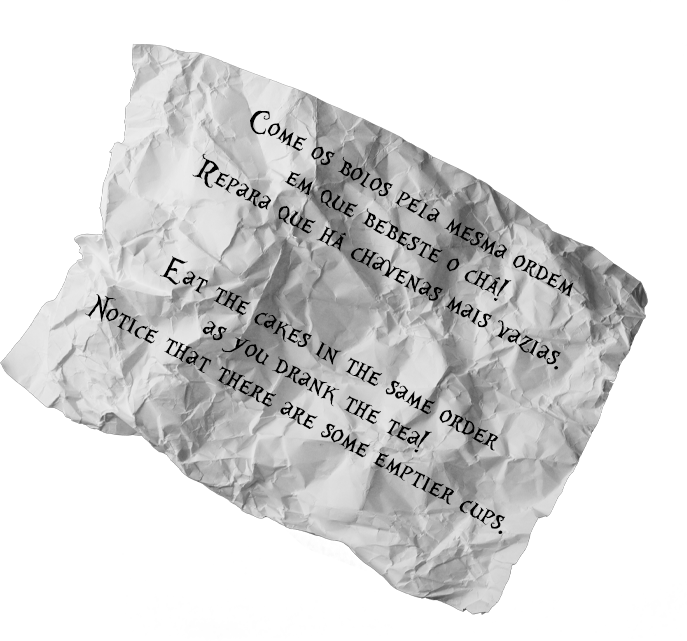 Come os bolos pela mesma ordem
em que bebeste o chá!
Repara que há chavenas mais vazias.
Eat the cakes in the same order
as you drank the tea!
Notice that there are some emptier cups.